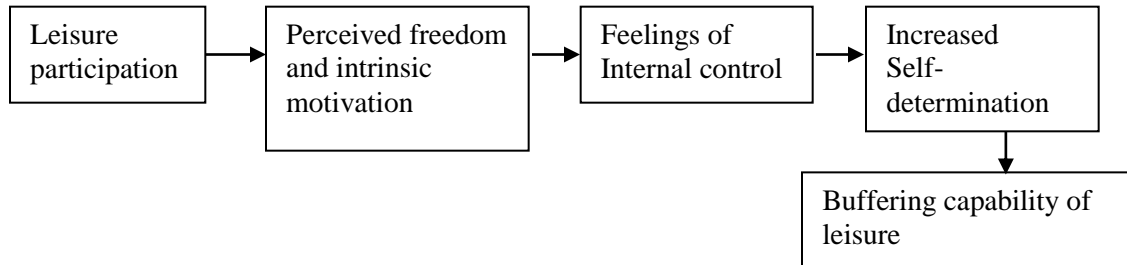 Leisure
participation
Perceived freedom
and intrinsic
motivation
Feelings of
Internal control
Increased
Self-
determination
Buffering capability of
leisure